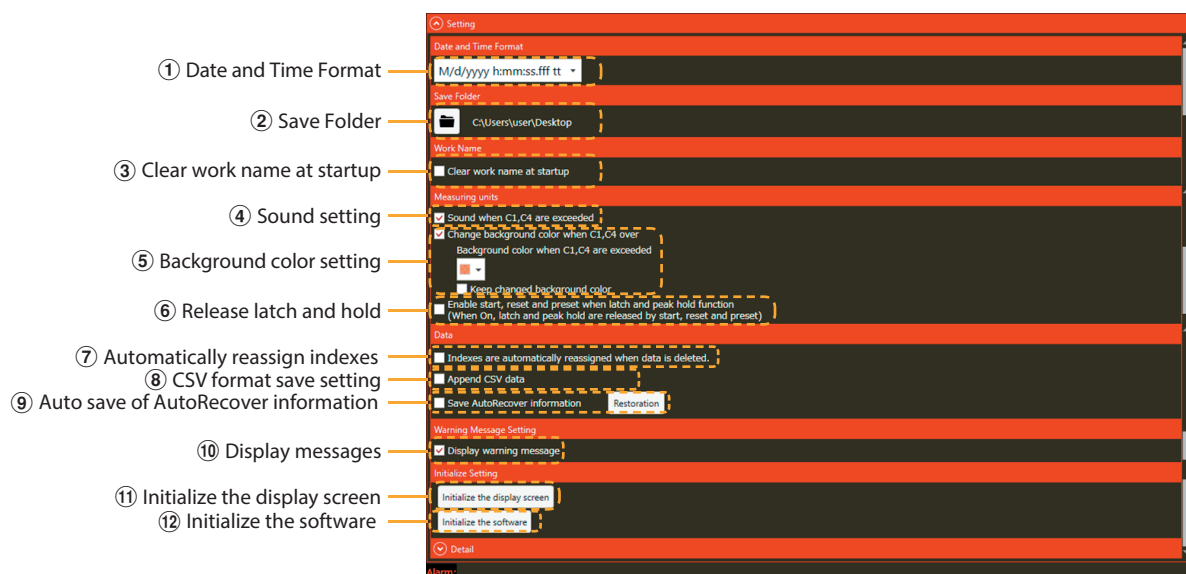 Setting
Date and Time Format
① Date and Time Format
M/d/yyyy h:mm:ss.fff tt
Save Folder
② Save Folder
C:\Users\user\Desktop
Work Name
③ Clear work name at startup
Clear work name at startup
Measuring units
④ Sound setting
Sound when C1,C4 are exceeded
Change background color when C1,C4 over
⑤ Background color setting
Background color when C1,C4 are exceeded
Keep changed background color
⑥ Release latch and hold
Enable start, reset and preset when latch and peak hold function
(When On, latch and peak hold are released by start, reset and preset)
Data
⑦ Automatically reassign indexes
Indexes are automatically reassigned when data is deleted.
⑧ CSV format save setting
Append CSV data
⑨ Auto save of AutoRecover information
Save AutoRecover information
Restoration
Warning Message Setting
⑩ Display messages
Display warning message
Initialize Setting
⑪ Initialize the display screen
Initialize the display screen
⑫ Initialize the software
Initialize the software
Detail
Alarm: